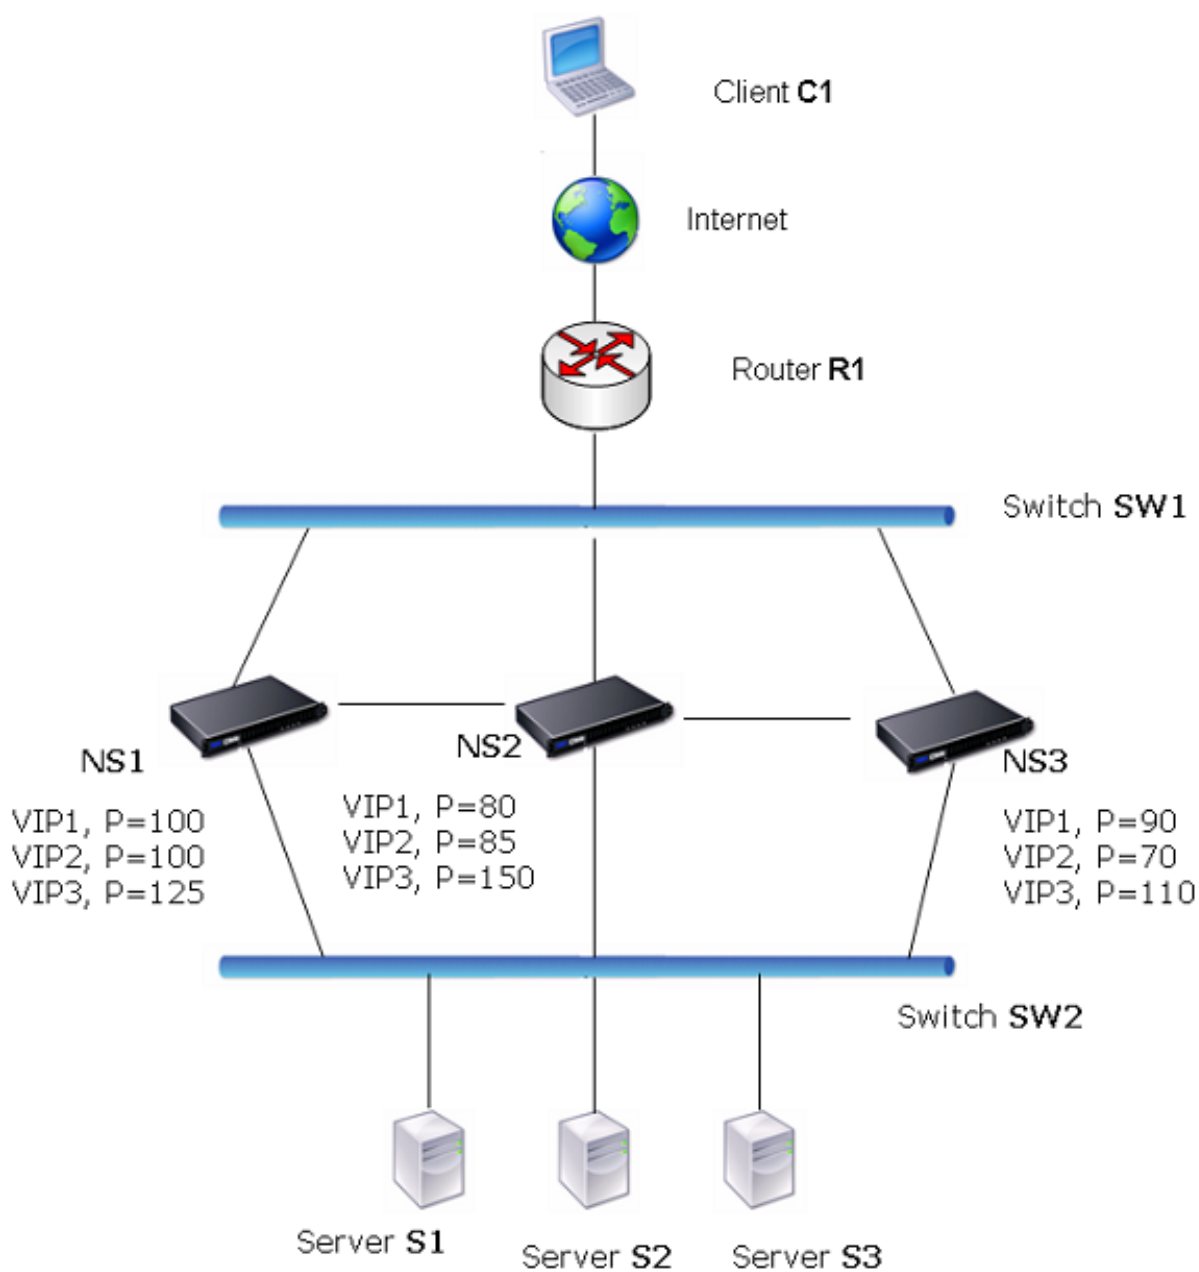 Client C1
Internet
Router R1
Switch SW1
NS1
VIP1, P=100
VIP2, P=100
VIP3, P=125
NS2
VIP1, P=80
VIP2, P=85
VIP3, P=150
NS3
VIP1, P=90
VIP2, P=70
VIP3, P=110
Switch SW2
Server S1
Server S2
Server S3